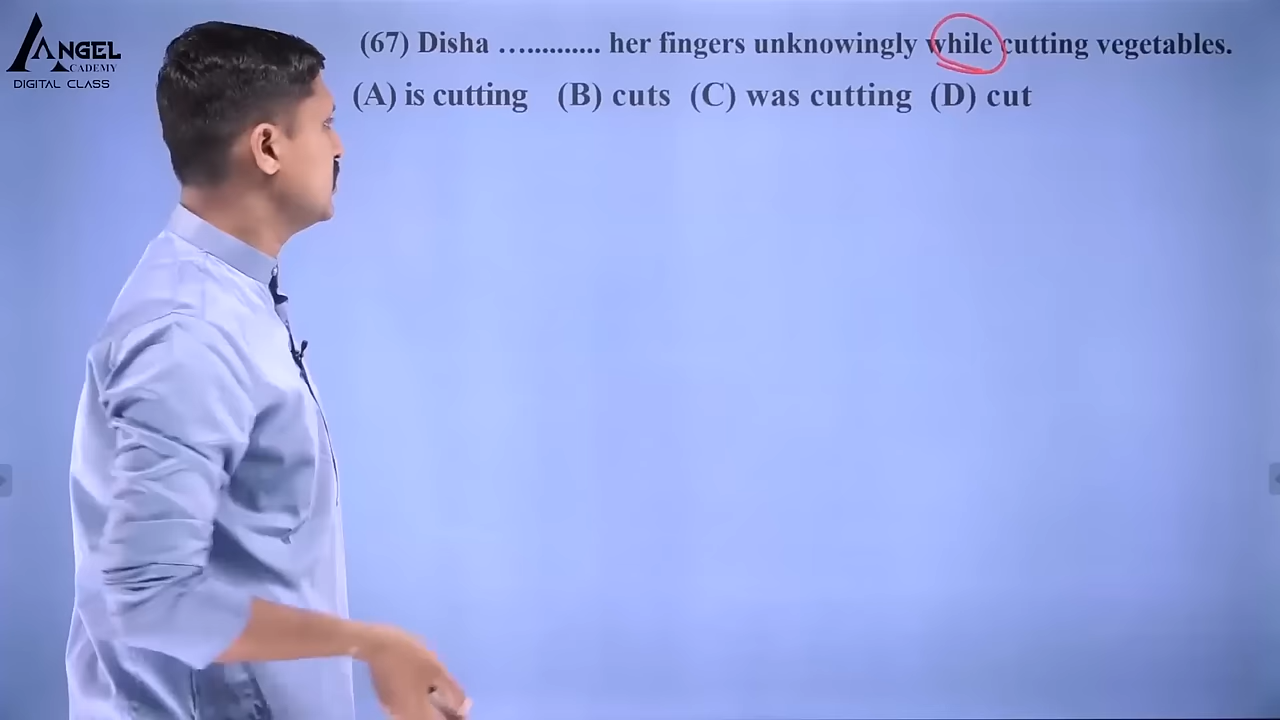 ANGEL
ACADEMY
DIGITAL CLASS
(67) Disha ….......... her fingers unknowingly while cutting vegetables.
(A) is cutting (B) cuts (C) was cutting (D) cut